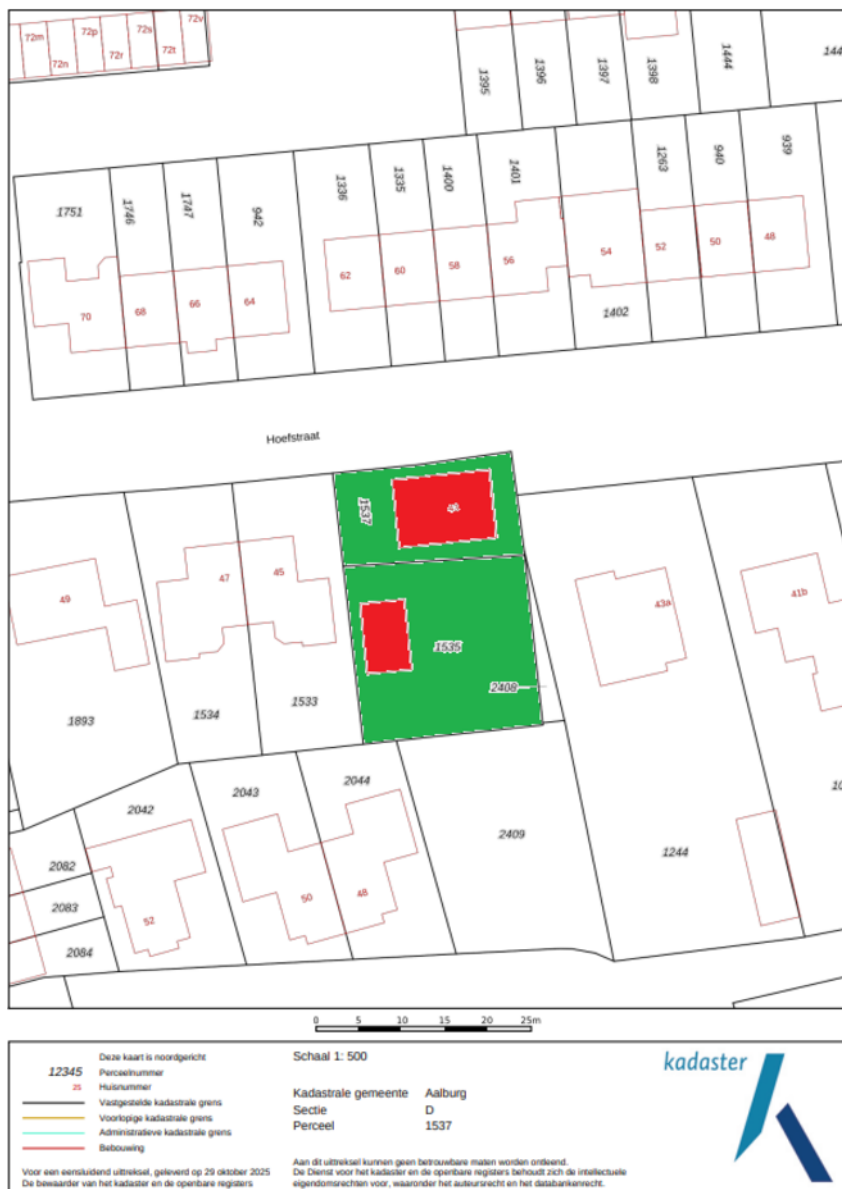 72m 72n 72p 72r 72s 72t 72v
1395 1396 1397 1398 1444 144
1751 1746 1747 942 1336 1335 1400 1401 1263 940 939
70 68 66 64 62 60 58 56 54 52 50 48
1402
Hoefstraat
1537
49 47 45 43a 41b
1535
2408
1893 1534 1533
2042 2043 2044
2409
1244
10
2082
2083
2084
52 50 48
0 5 10 15 20 25m
Deze kaart is noordgericht
12345 Perceelnummer
25 Huisnummer
Vastgestelde kadastrale grens
Voorlopige kadastrale grens
Administratieve kadastrale grens
Bebouwing
Voor een eensluidend uittreksel, geleverd op 29 oktober 2025
De bewaarder van het kadaster en de openbare registers
Schaal 1: 500
Kadastrale gemeente Aalburg
Sectie D
Perceel 1537
Aan dit uittreksel kunnen geen betrouwbare maten worden ontleend.
De Dienst voor het kadaster en de openbare registers behoudt zich de intellectuele
eigendomsrechten voor, waaronder het auteursrecht en het databankenrecht.
kadaster